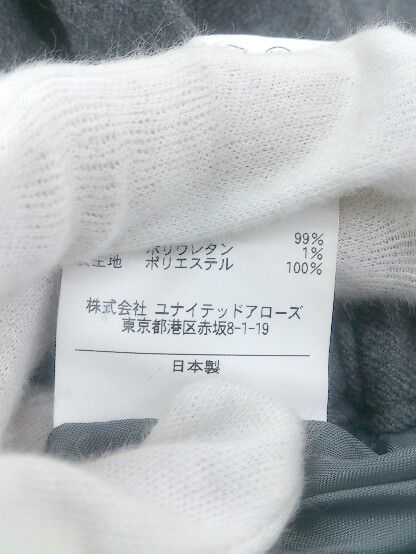 99%
ポリウレタン 1%
生地 ポリエステル 100%
株式会社 ユナイテッドアローズ
東京都港区赤坂8-1-19
日本製